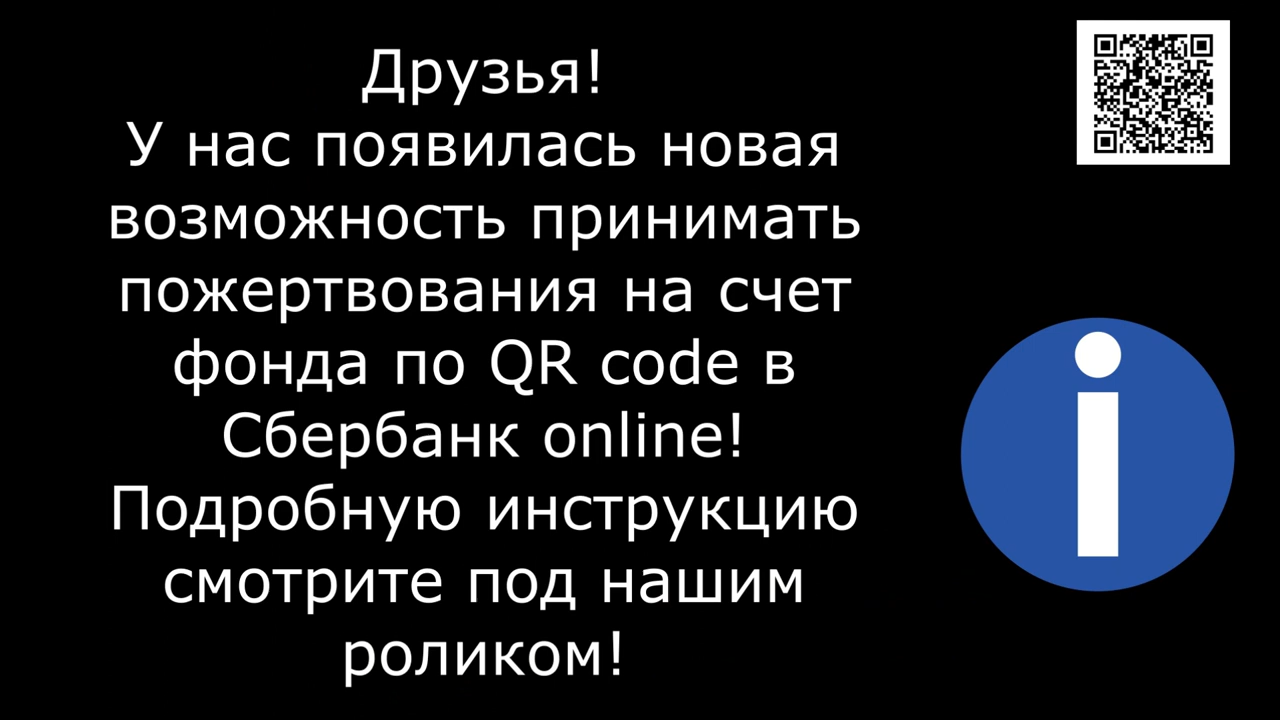 Друзья!
У нас появилась новая
возможность принимать
пожертвования на счет
фонда по QR code в
Сбербанк online!
Подробную инструкцию
смотрите под нашим
роликом!